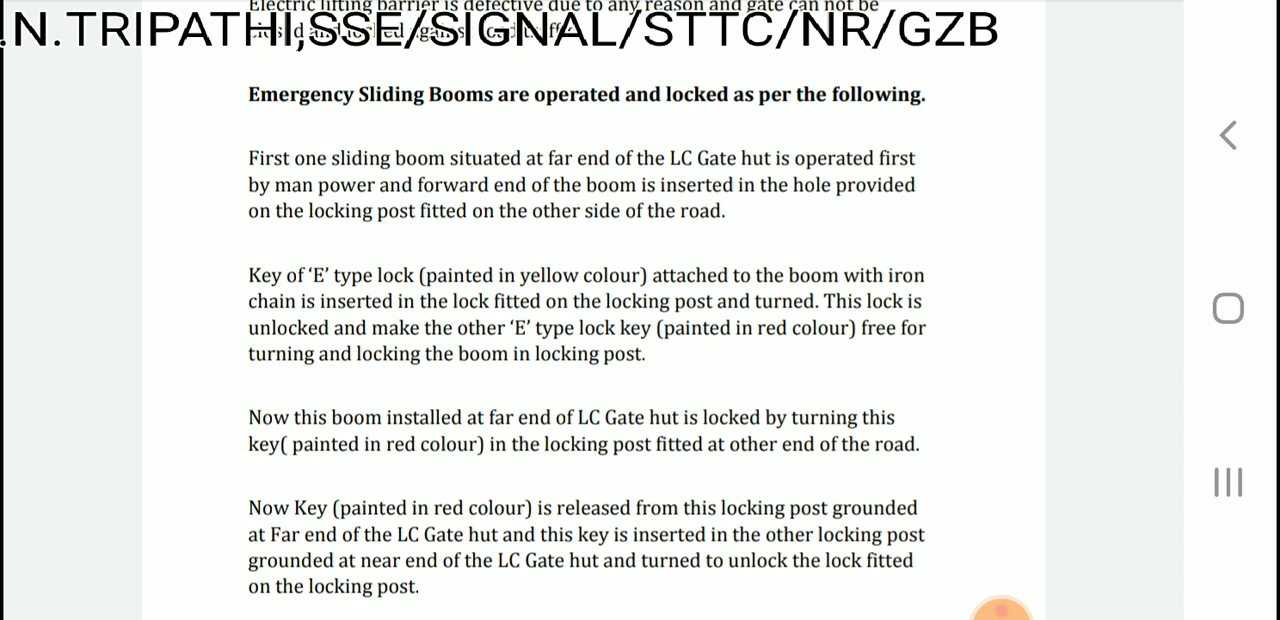 Electric lifting barrier is defective due to any reason and gate can not be
.N.TRIPATHI,SSE/SIGNAL/STTC/NR/GZB
Emergency Sliding Booms are operated and locked as per the following.
First one sliding boom situated at far end of the LC Gate hut is operated first
by man power and forward end of the boom is inserted in the hole provided
on the locking post fitted on the other side of the road.
Key of ‘E’ type lock (painted in yellow colour) attached to the boom with iron
chain is inserted in the lock fitted on the locking post and turned. This lock is
unlocked and make the other ‘E’ type lock key (painted in red colour) free for
turning and locking the boom in locking post.
Now this boom installed at far end of LC Gate hut is locked by turning this
key( painted in red colour) in the locking post fitted at other end of the road.
Now Key (painted in red colour) is released from this locking post grounded
at Far end of the LC Gate hut and this key is inserted in the other locking post
grounded at near end of the LC Gate hut and turned to unlock the lock fitted
on the locking post.